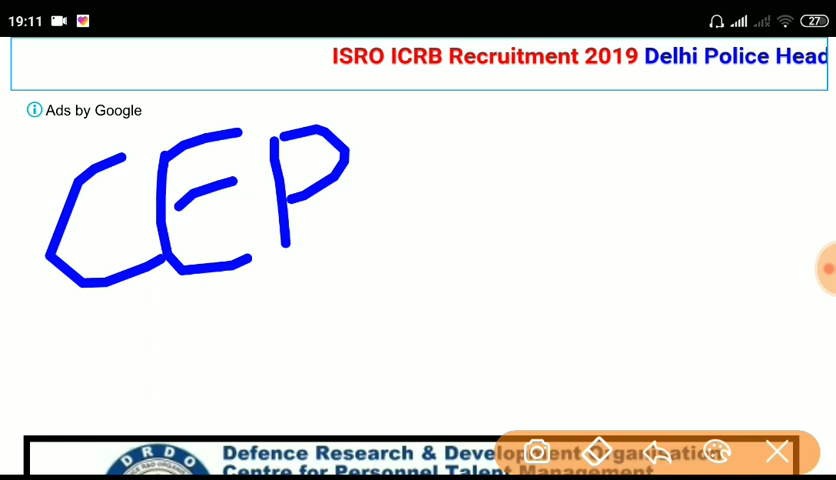 19:11 27
ISRO ICRB Recruitment 2019 Delhi Police Head
Ads by Google
CEP
DRDO
Defence Research & Development Organisation
Centre for Personnel Talent Management